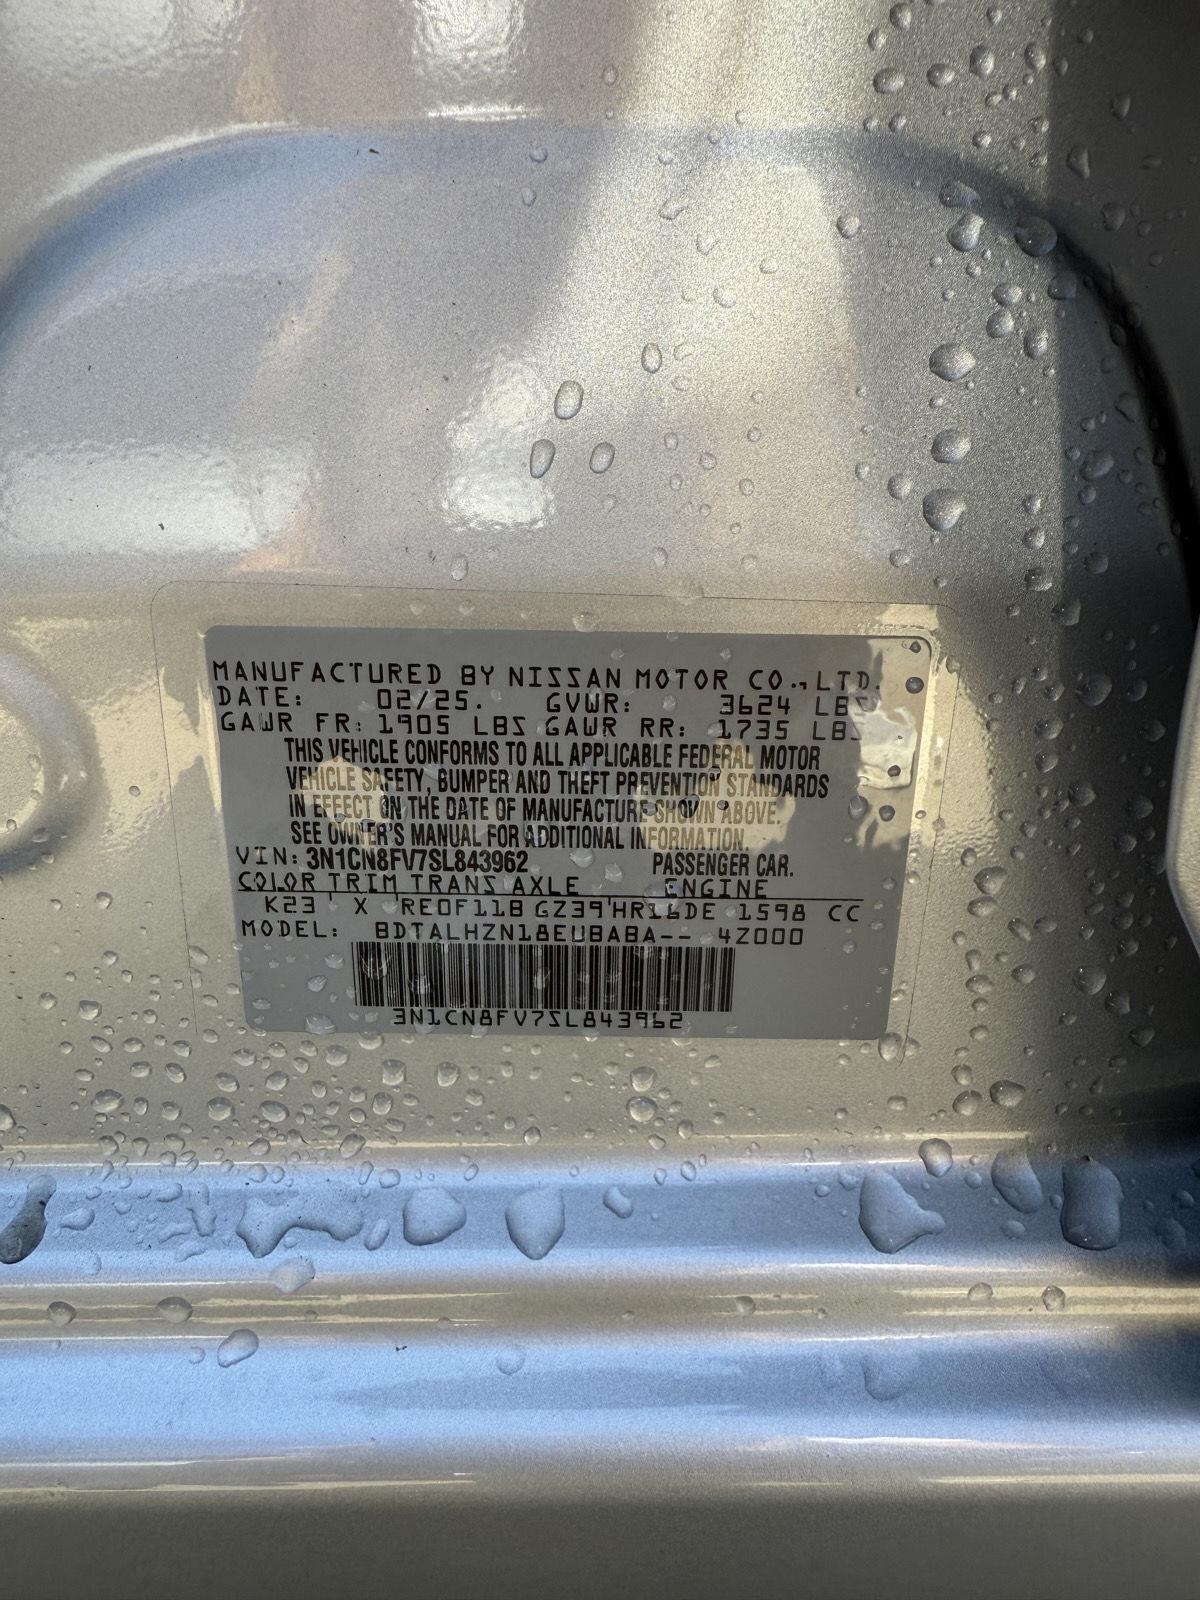 MANUFACTURED BY NISSAN MOTOR CO., LTD.
DATE: 02/25. GVWR: 3624 LBS
GAWR FR: 1905 LBS GAWR RR: 1735 LBS
THIS VEHICLE CONFORMS TO ALL APPLICABLE FEDERAL MOTOR
VEHICLE SAFETY, BUMPER AND THEFT PREVENTION STANDARDS
IN EFFECT ON THE DATE OF MANUFACTURE SHOWN ABOVE.
SEE OWNER'S MANUAL FOR ADDITIONAL INFORMATION.
VIN: 3N1CN8FV7SL843962 PASSENGER CAR.
COLOR TRIM TRANS AXLE ENGINE
K23 X RE0F11B GZ39 HR16DE 1598 CC
MODEL: BDTALHZN18EUBABA-- 4Z000
3N1CN8FV7SL843962